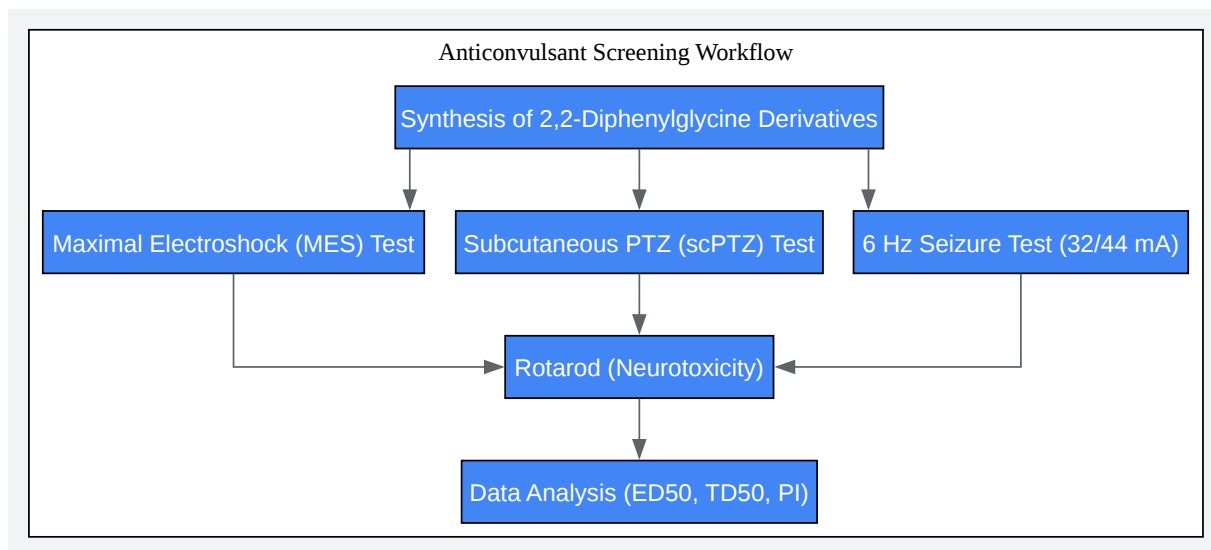 Anticonvulsant Screening Workflow
Synthesis of 2,2-Diphenylglycine Derivatives
Maximal Electroshock (MES) Test
Subcutaneous PTZ (scPTZ) Test
6 Hz Seizure Test (32/44 mA)
Rotarod (Neurotoxicity)
Data Analysis (ED50, TD50, PI)